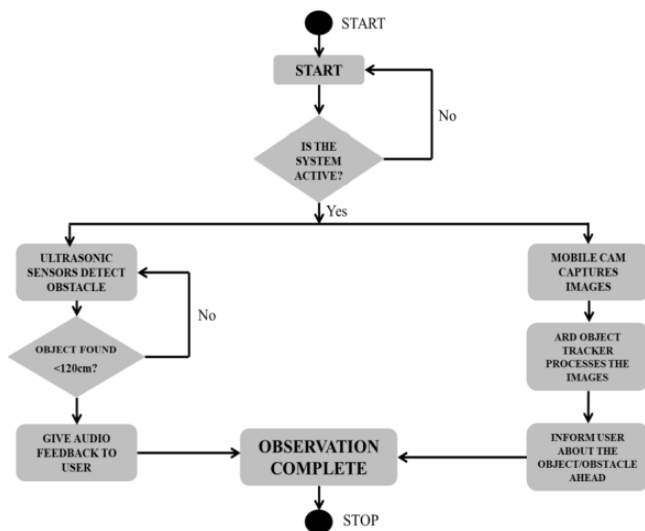 START
START
No
IS THE
SYSTEM
ACTIVE?
Yes
ULTRASONIC
SENSORS DETECT
OBSTACLE
No
OBJECT FOUND
<120cm?
GIVE AUDIO
FEEDBACK TO
USER
MOBILE CAM
CAPTURES
IMAGES
ARD OBJECT
TRACKER
PROCESSES THE
IMAGES
INFORM USER
ABOUT THE
OBJECT/OBSTACLE
AHEAD
OBSERVATION
COMPLETE
STOP